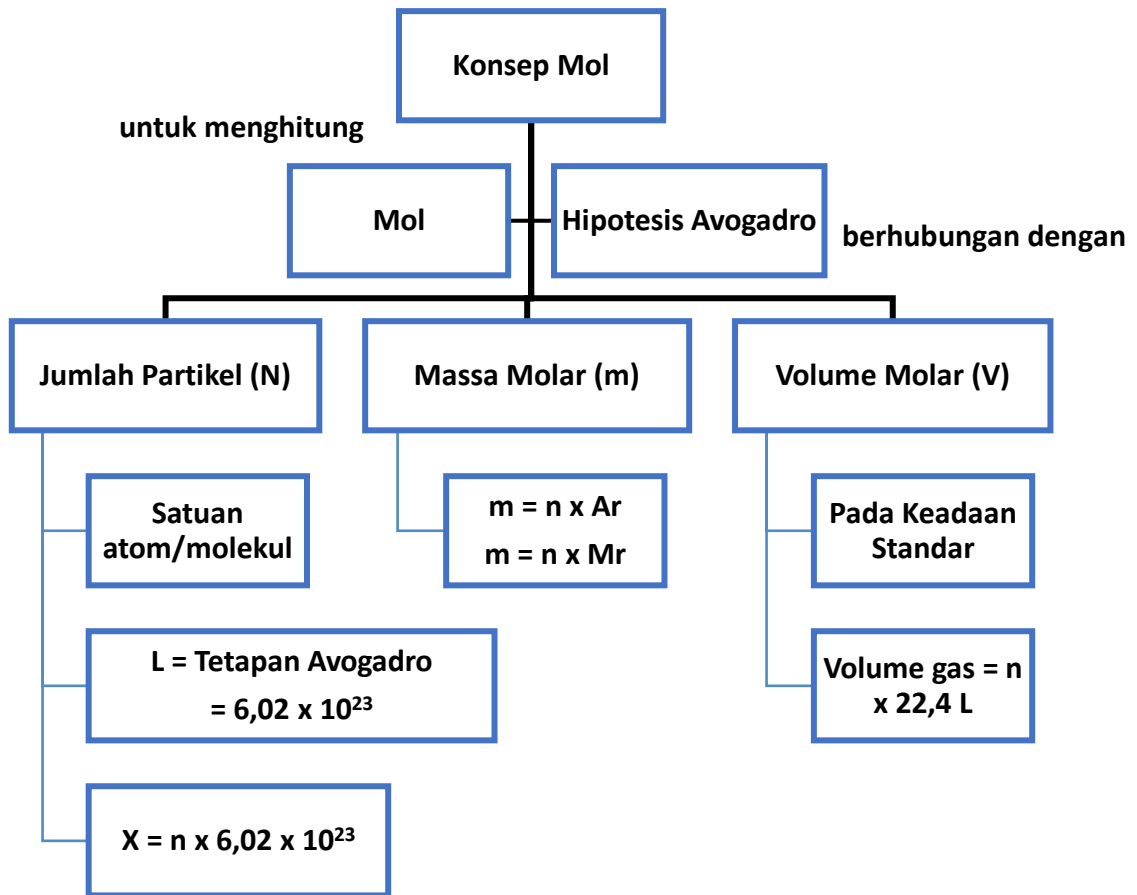 Konsep Mol
untuk menghitung
Mol
Hipotesis Avogadro
berhubungan dengan
Jumlah Partikel (N)
Massa Molar (m)
Volume Molar (V)
Satuan
atom/molekul
m = n x Ar
m = n x Mr
Pada Keadaan
Standar
L = Tetapan Avogadro
= 6,02 x 10²³
Volume gas = n
x 22,4 L
X = n x 6,02 x 10²³